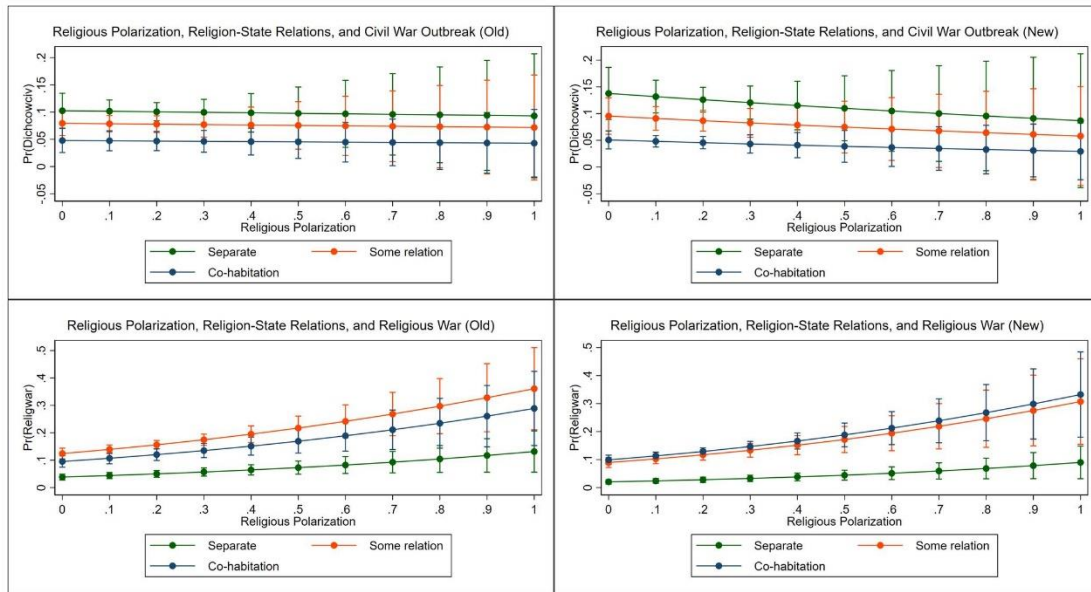 Religious Polarization, Religion-State Relations, and Civil War Outbreak (Old)
Pr(Dichcowciv)
.2
.15
.1
.05
0
-.05
0 .1 .2 .3 .4 .5 .6 .7 .8 .9 1
Religious Polarization
Separate Some relation
Co-habitation
Religious Polarization, Religion-State Relations, and Civil War Outbreak (New)
Pr(Dichcowciv)
.2
.15
.1
.05
0
-.05
0 .1 .2 .3 .4 .5 .6 .7 .8 .9 1
Religious Polarization
Separate Some relation
Co-habitation
Religious Polarization, Religion-State Relations, and Religious War (Old)
Pr(Religwar)
.5
.4
.3
.2
.1
0
0 .1 .2 .3 .4 .5 .6 .7 .8 .9 1
Religious Polarization
Separate Some relation
Co-habitation
Religious Polarization, Religion-State Relations, and Religious War (New)
Pr(Religwar)
.5
.4
.3
.2
.1
0
0 .1 .2 .3 .4 .5 .6 .7 .8 .9 1
Religious Polarization
Separate Some relation
Co-habitation